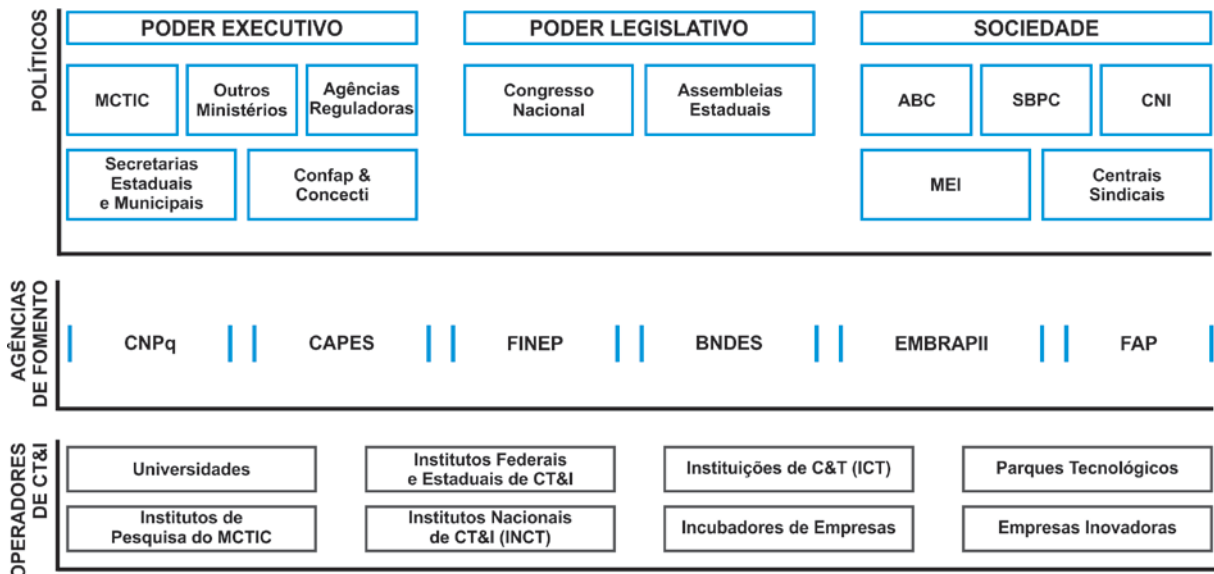 POLÍTICOS
PODER EXECUTIVO
PODER LEGISLATIVO
SOCIEDADE
MCTIC
Outros
Ministérios
Agências
Reguladoras
Congresso
Nacional
Assembleias
Estaduais
ABC
SBPC
CNI
Secretarias
Estaduais
e Municipais
Confap &
Concecti
MEI
Centrais
Sindicais
AGÊNCIAS
DE FOMENTO
CNPq
CAPES
FINEP
BNDES
EMBRAPII
FAP
OPERADORES
DE CT&I
Universidades
Institutos Federais
e Estaduais de CT&I
Instituições de C&T (ICT)
Parques Tecnológicos
Institutos de
Pesquisa do MCTIC
Institutos Nacionais
de CT&I (INCT)
Incubadores de Empresas
Empresas Inovadoras